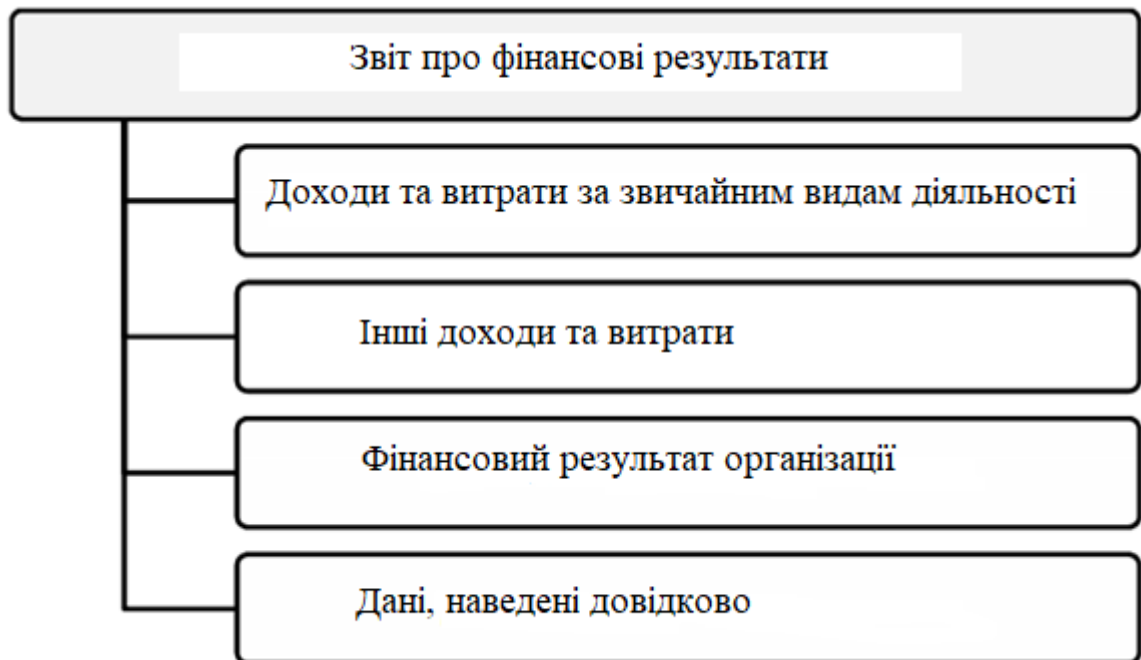 Звіт про фінансові результати
Доходи та витрати за звичайним видам діяльності
Інші доходи та витрати
Фінансовий результат організації
Дані, наведені довідково